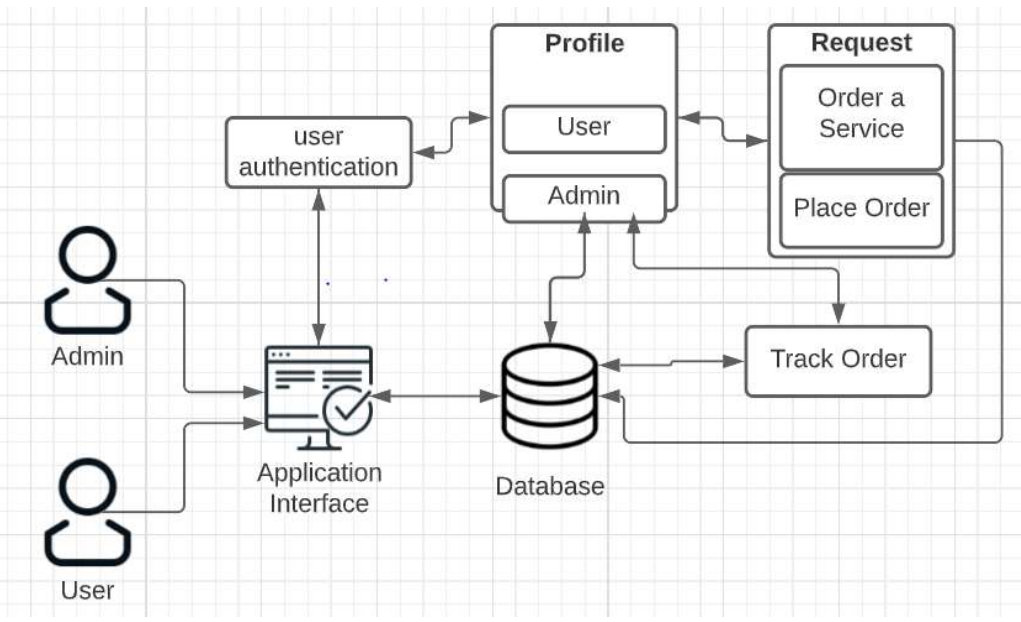 Profile
Request
Order a
Service
User
user
authentication
Admin
Place Order
Admin
Track Order
Application
Interface
Database
User